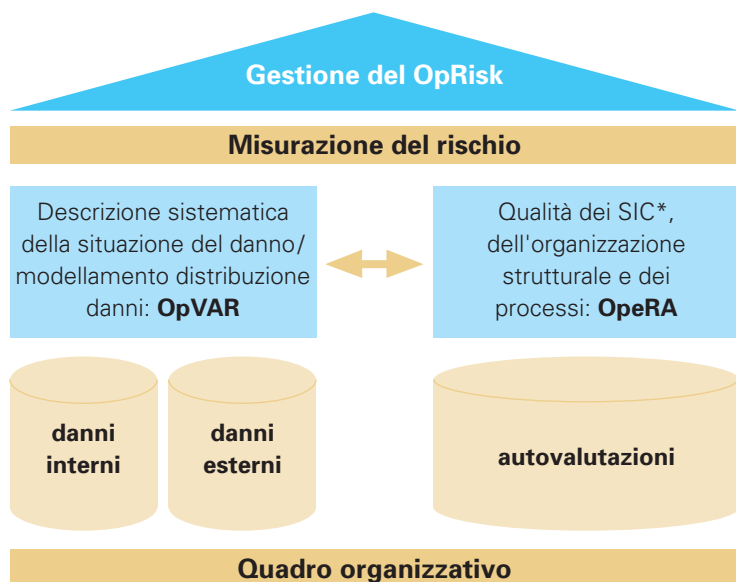 Gestione del OpRisk
Misurazione del rischio
Descrizione sistematica
della situazione del danno/
modellamento distribuzione
danni: OpVAR
Qualità dei SIC*,
dell'organizzazione
strutturale e dei
processi: OpeRA
danni
interni
danni
esterni
autovalutazioni
Quadro organizzativo